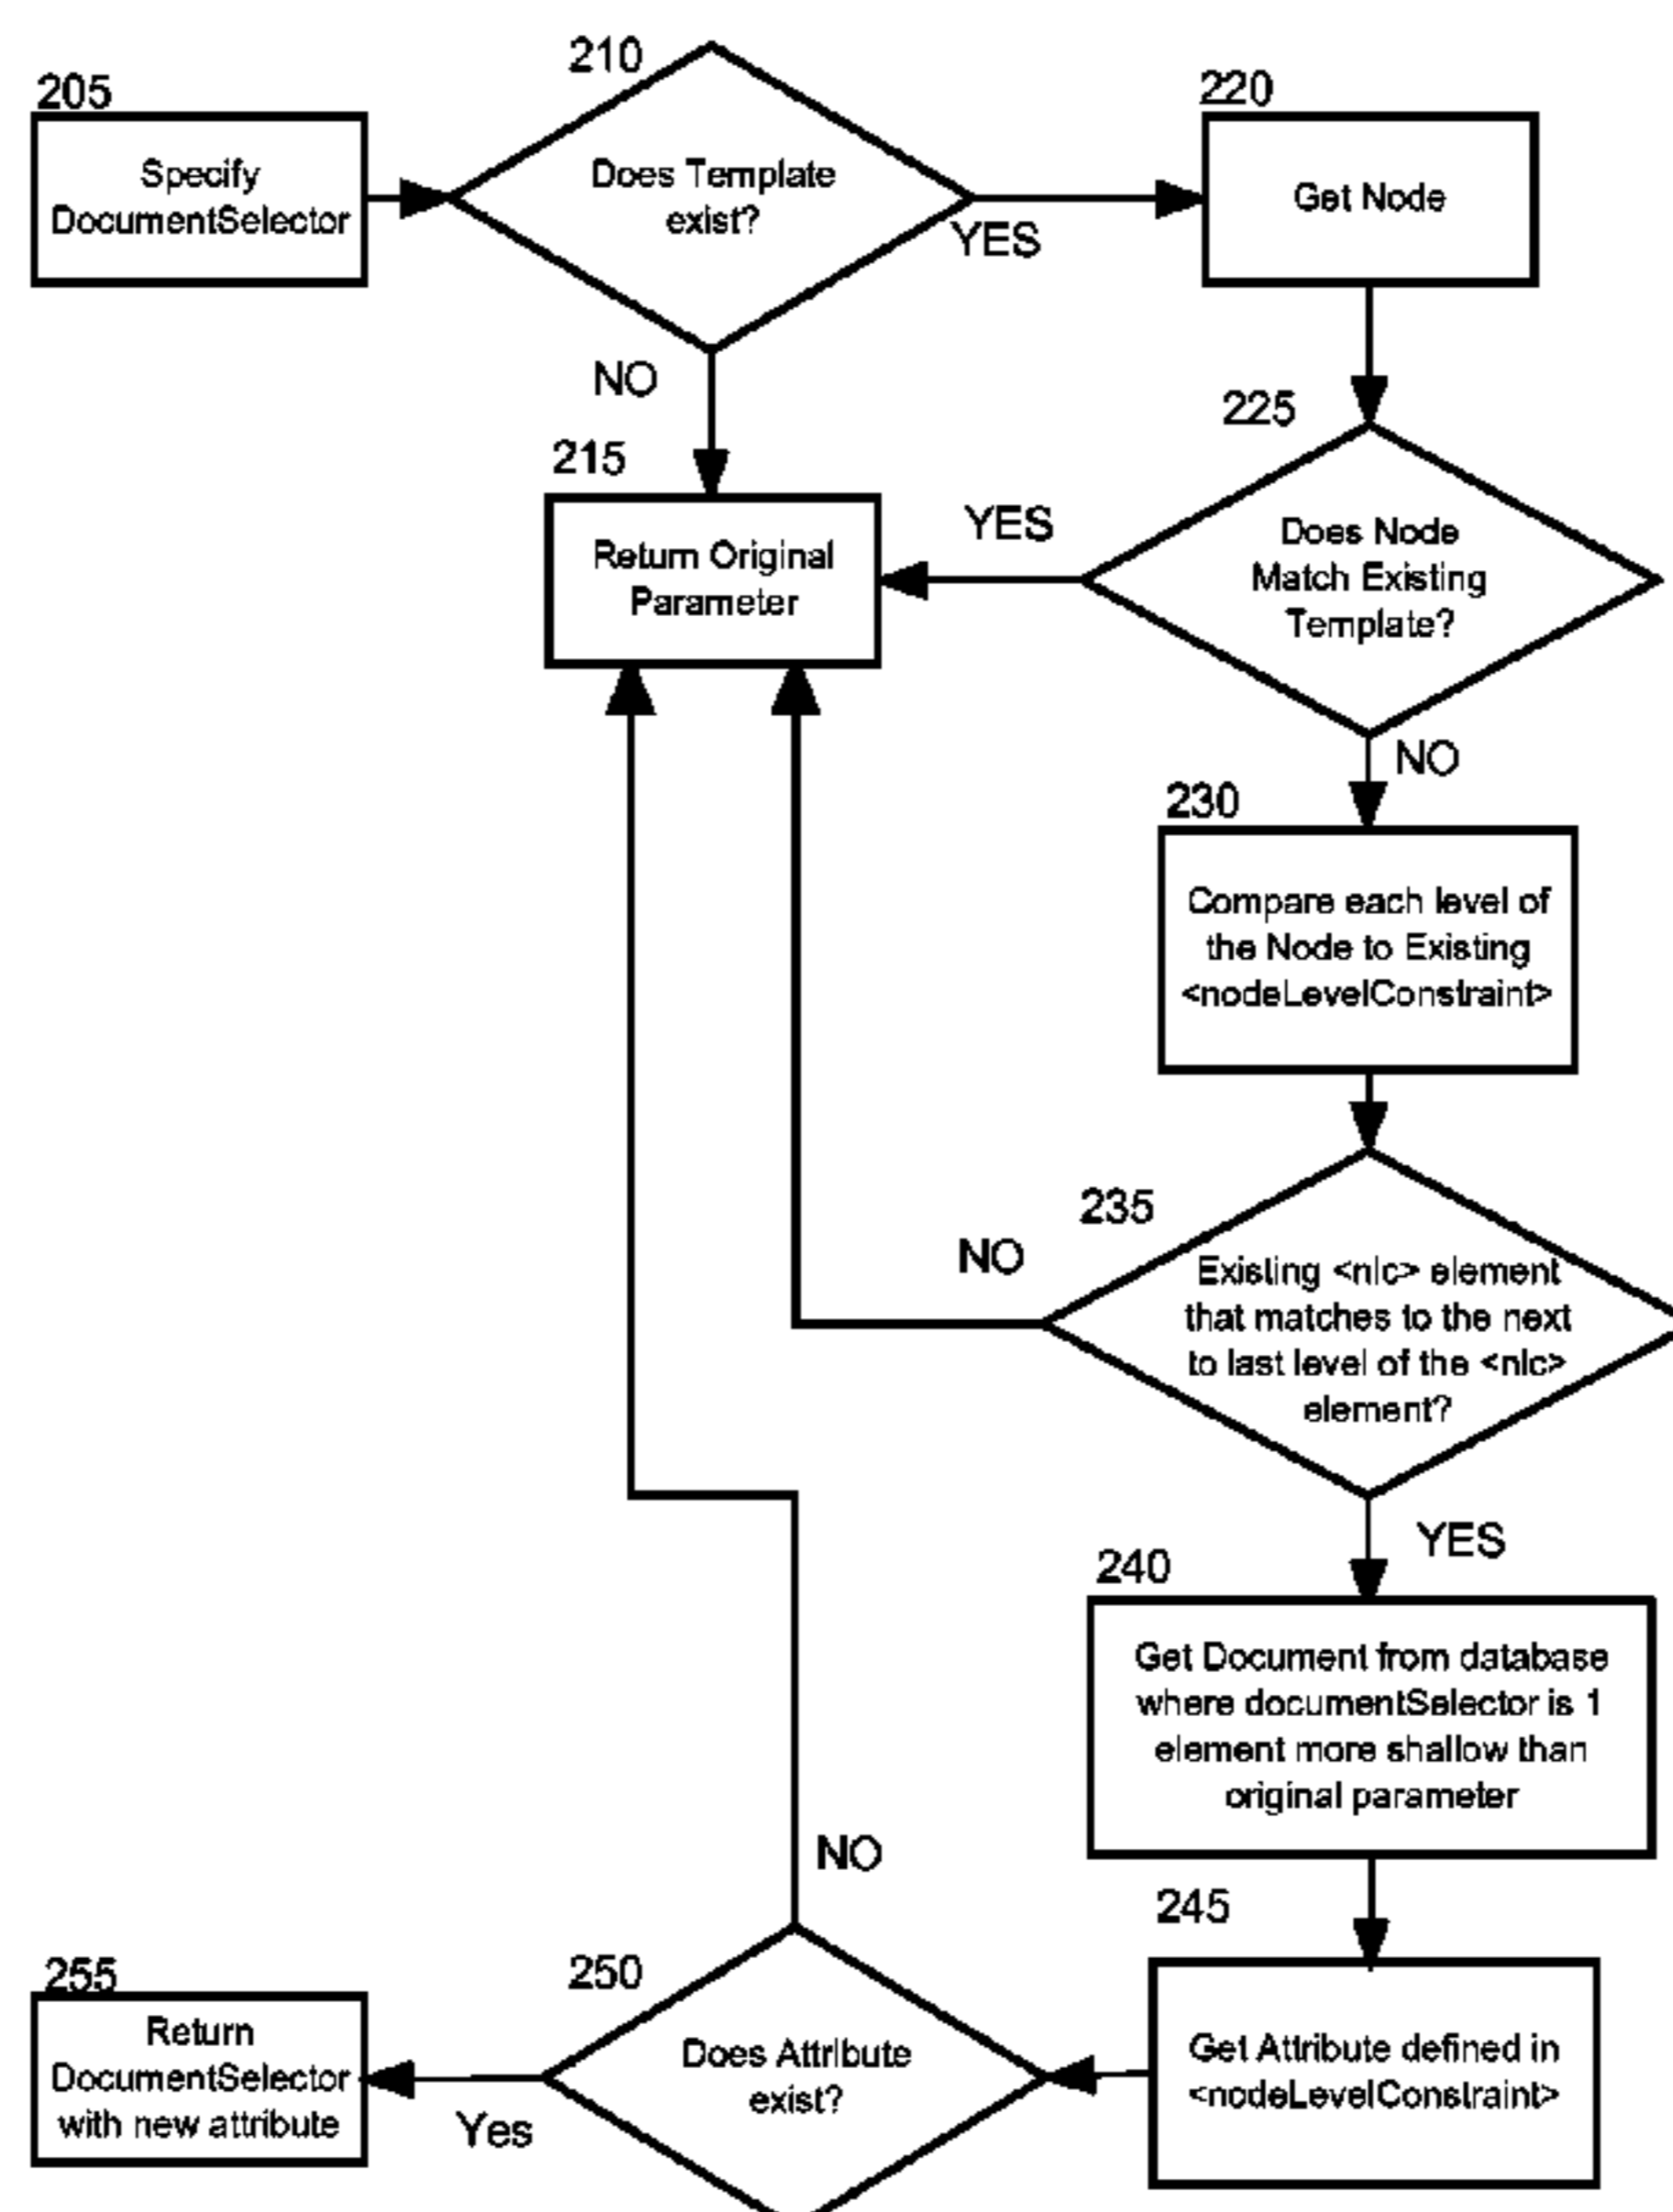 205
Specify
DocumentSelector
210
Does Template
exist?
YES
NO
220
Get Node
215
Return Original
Parameter
225
Does Node
Match Existing
Template?
YES
NO
230
Compare each level of
the Node to Existing
<nodeLevelConstraint>
235
Existing <nlc> element
that matches to the next
to last level of the <nlc>
element?
NO
YES
240
Get Document from database
where documentSelector is 1
element more shallow than
original parameter
245
Get Attribute defined in
<nodeLevelConstraint>
250
Does Attribute
exist?
NO
Yes
255
Return
DocumentSelector
with new attribute